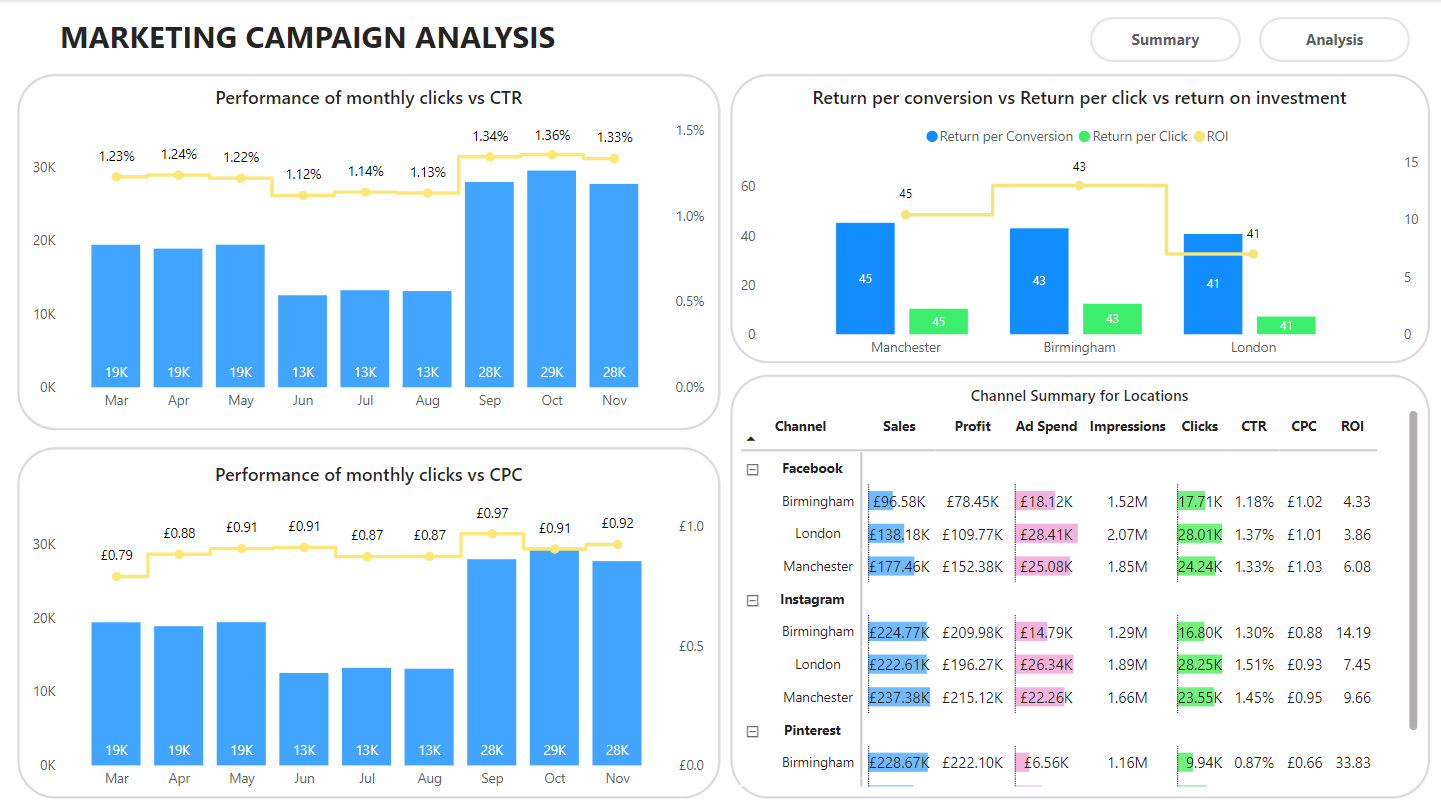 MARKETING CAMPAIGN ANALYSIS
Summary
Analysis
Performance of monthly clicks vs CTR
1.23% 1.24% 1.22% 1.12% 1.14% 1.13% 1.34% 1.36% 1.33%
30K
20K
10K
0K
1.5%
1.0%
0.5%
0.0%
19K 19K 19K 13K 13K 13K 28K 29K 28K
Mar Apr May Jun Jul Aug Sep Oct Nov
Performance of monthly clicks vs CPC
£0.79 £0.88 £0.91 £0.91 £0.87 £0.87 £0.97 £0.91 £0.92
30K
20K
10K
0K
£1.0
£0.5
£0.0
19K 19K 19K 13K 13K 13K 28K 29K 28K
Mar Apr May Jun Jul Aug Sep Oct Nov
Return per conversion vs Return per click vs return on investment
Return per Conversion Return per Click ROI
60
40
20
0
15
10
5
0
45 43 41
45 43 41
45 43 41
Manchester Birmingham London
Channel Summary for Locations
Channel Sales Profit Ad Spend Impressions Clicks CTR CPC ROI
Facebook
Birmingham £96.58K £78.45K £18.12K 1.52M 17.71K 1.18% £1.02 4.33
London £138.18K £109.77K £28.41K 2.07M 28.01K 1.37% £1.01 3.86
Manchester £177.46K £152.38K £25.08K 1.85M 24.24K 1.33% £1.03 6.08
Instagram
Birmingham £224.77K £209.98K £14.79K 1.29M 16.80K 1.30% £0.88 14.19
London £222.61K £196.27K £26.34K 1.89M 28.25K 1.51% £0.93 7.45
Manchester £237.38K £215.12K £22.26K 1.66M 23.55K 1.45% £0.95 9.66
Pinterest
Birmingham £228.67K £222.10K £6.56K 1.16M 9.94K 0.87% £0.66 33.83